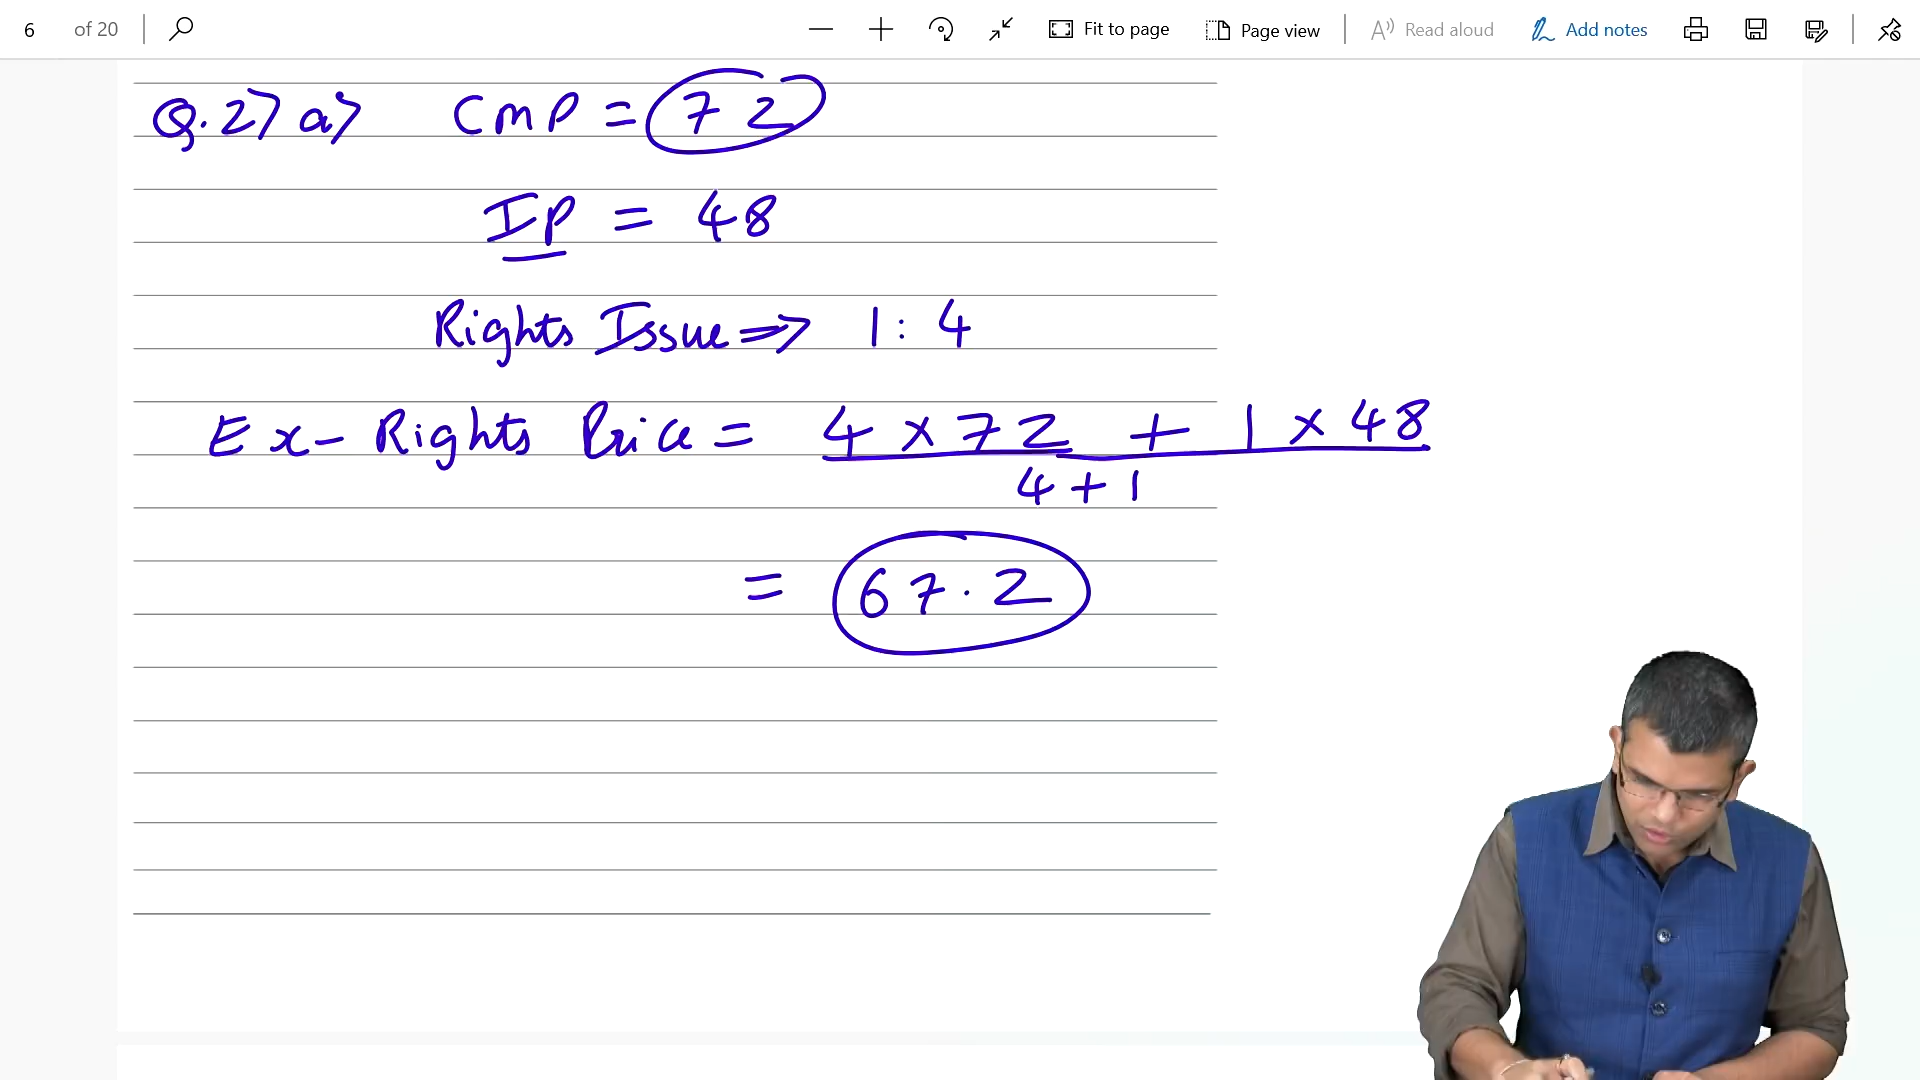 6 of 20 Fit to page Page view Read aloud Add notes
Q.2) a) CMP = 72
IP = 48
Rights Issue ⇒ 1 : 4
Ex - Rights Price = 4 × 72 + 1 × 48
4 + 1
= 67.2